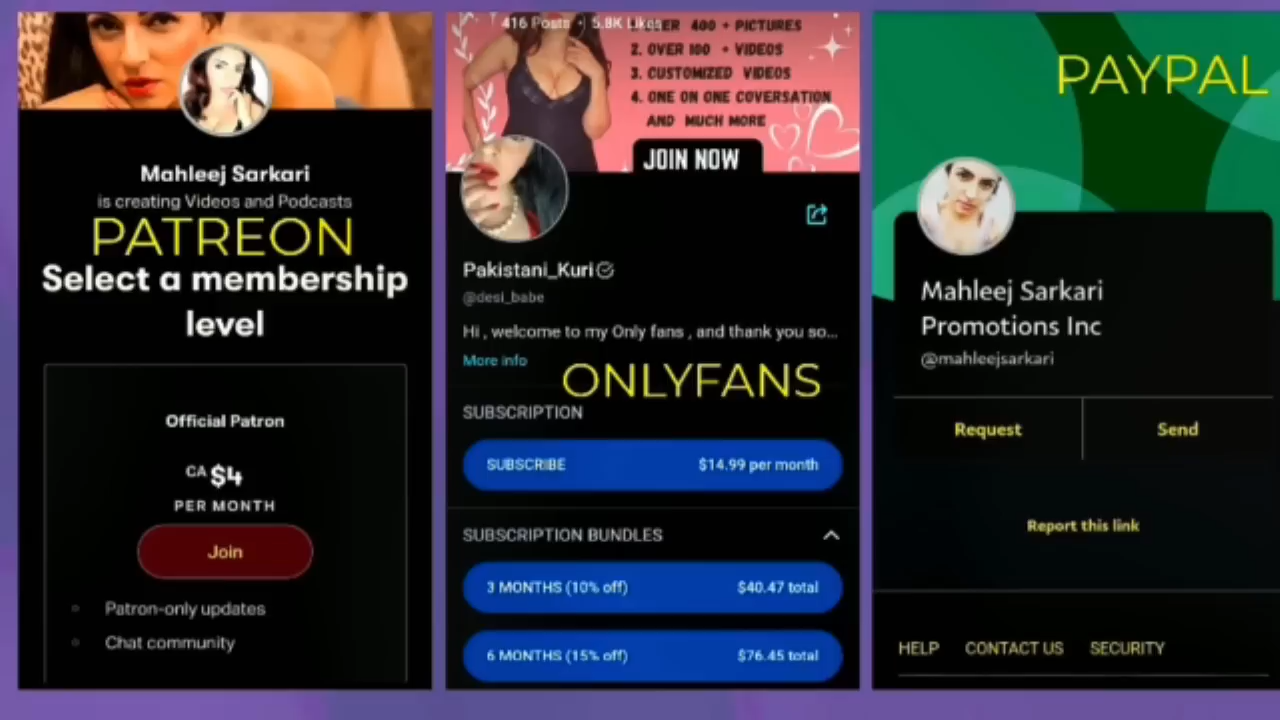 Mahleej Sarkari
is creating Videos and Podcasts
PATREON
Select a membership
level
Official Patron
CA $4
PER MONTH
Join
Patron-only updates
Chat community
416 Posts • 5.8K Likes
400 + PICTURES
2. OVER 100 + VIDEOS
3. CUSTOMIZED VIDEOS
4. ONE ON ONE COVERSATION
AND MUCH MORE
JOIN NOW
Pakistani_Kuri
@desi_babe
Hi , welcome to my Only fans , and thank you so...
More info
ONLYFANS
SUBSCRIPTION
SUBSCRIBE $14.99 per month
SUBSCRIPTION BUNDLES
3 MONTHS (10% off) $40.47 total
6 MONTHS (15% off) $76.45 total
PAYPAL
Mahleej Sarkari
Promotions Inc
@mahleejsarkari
Request Send
Report this link
HELP CONTACT US SECURITY